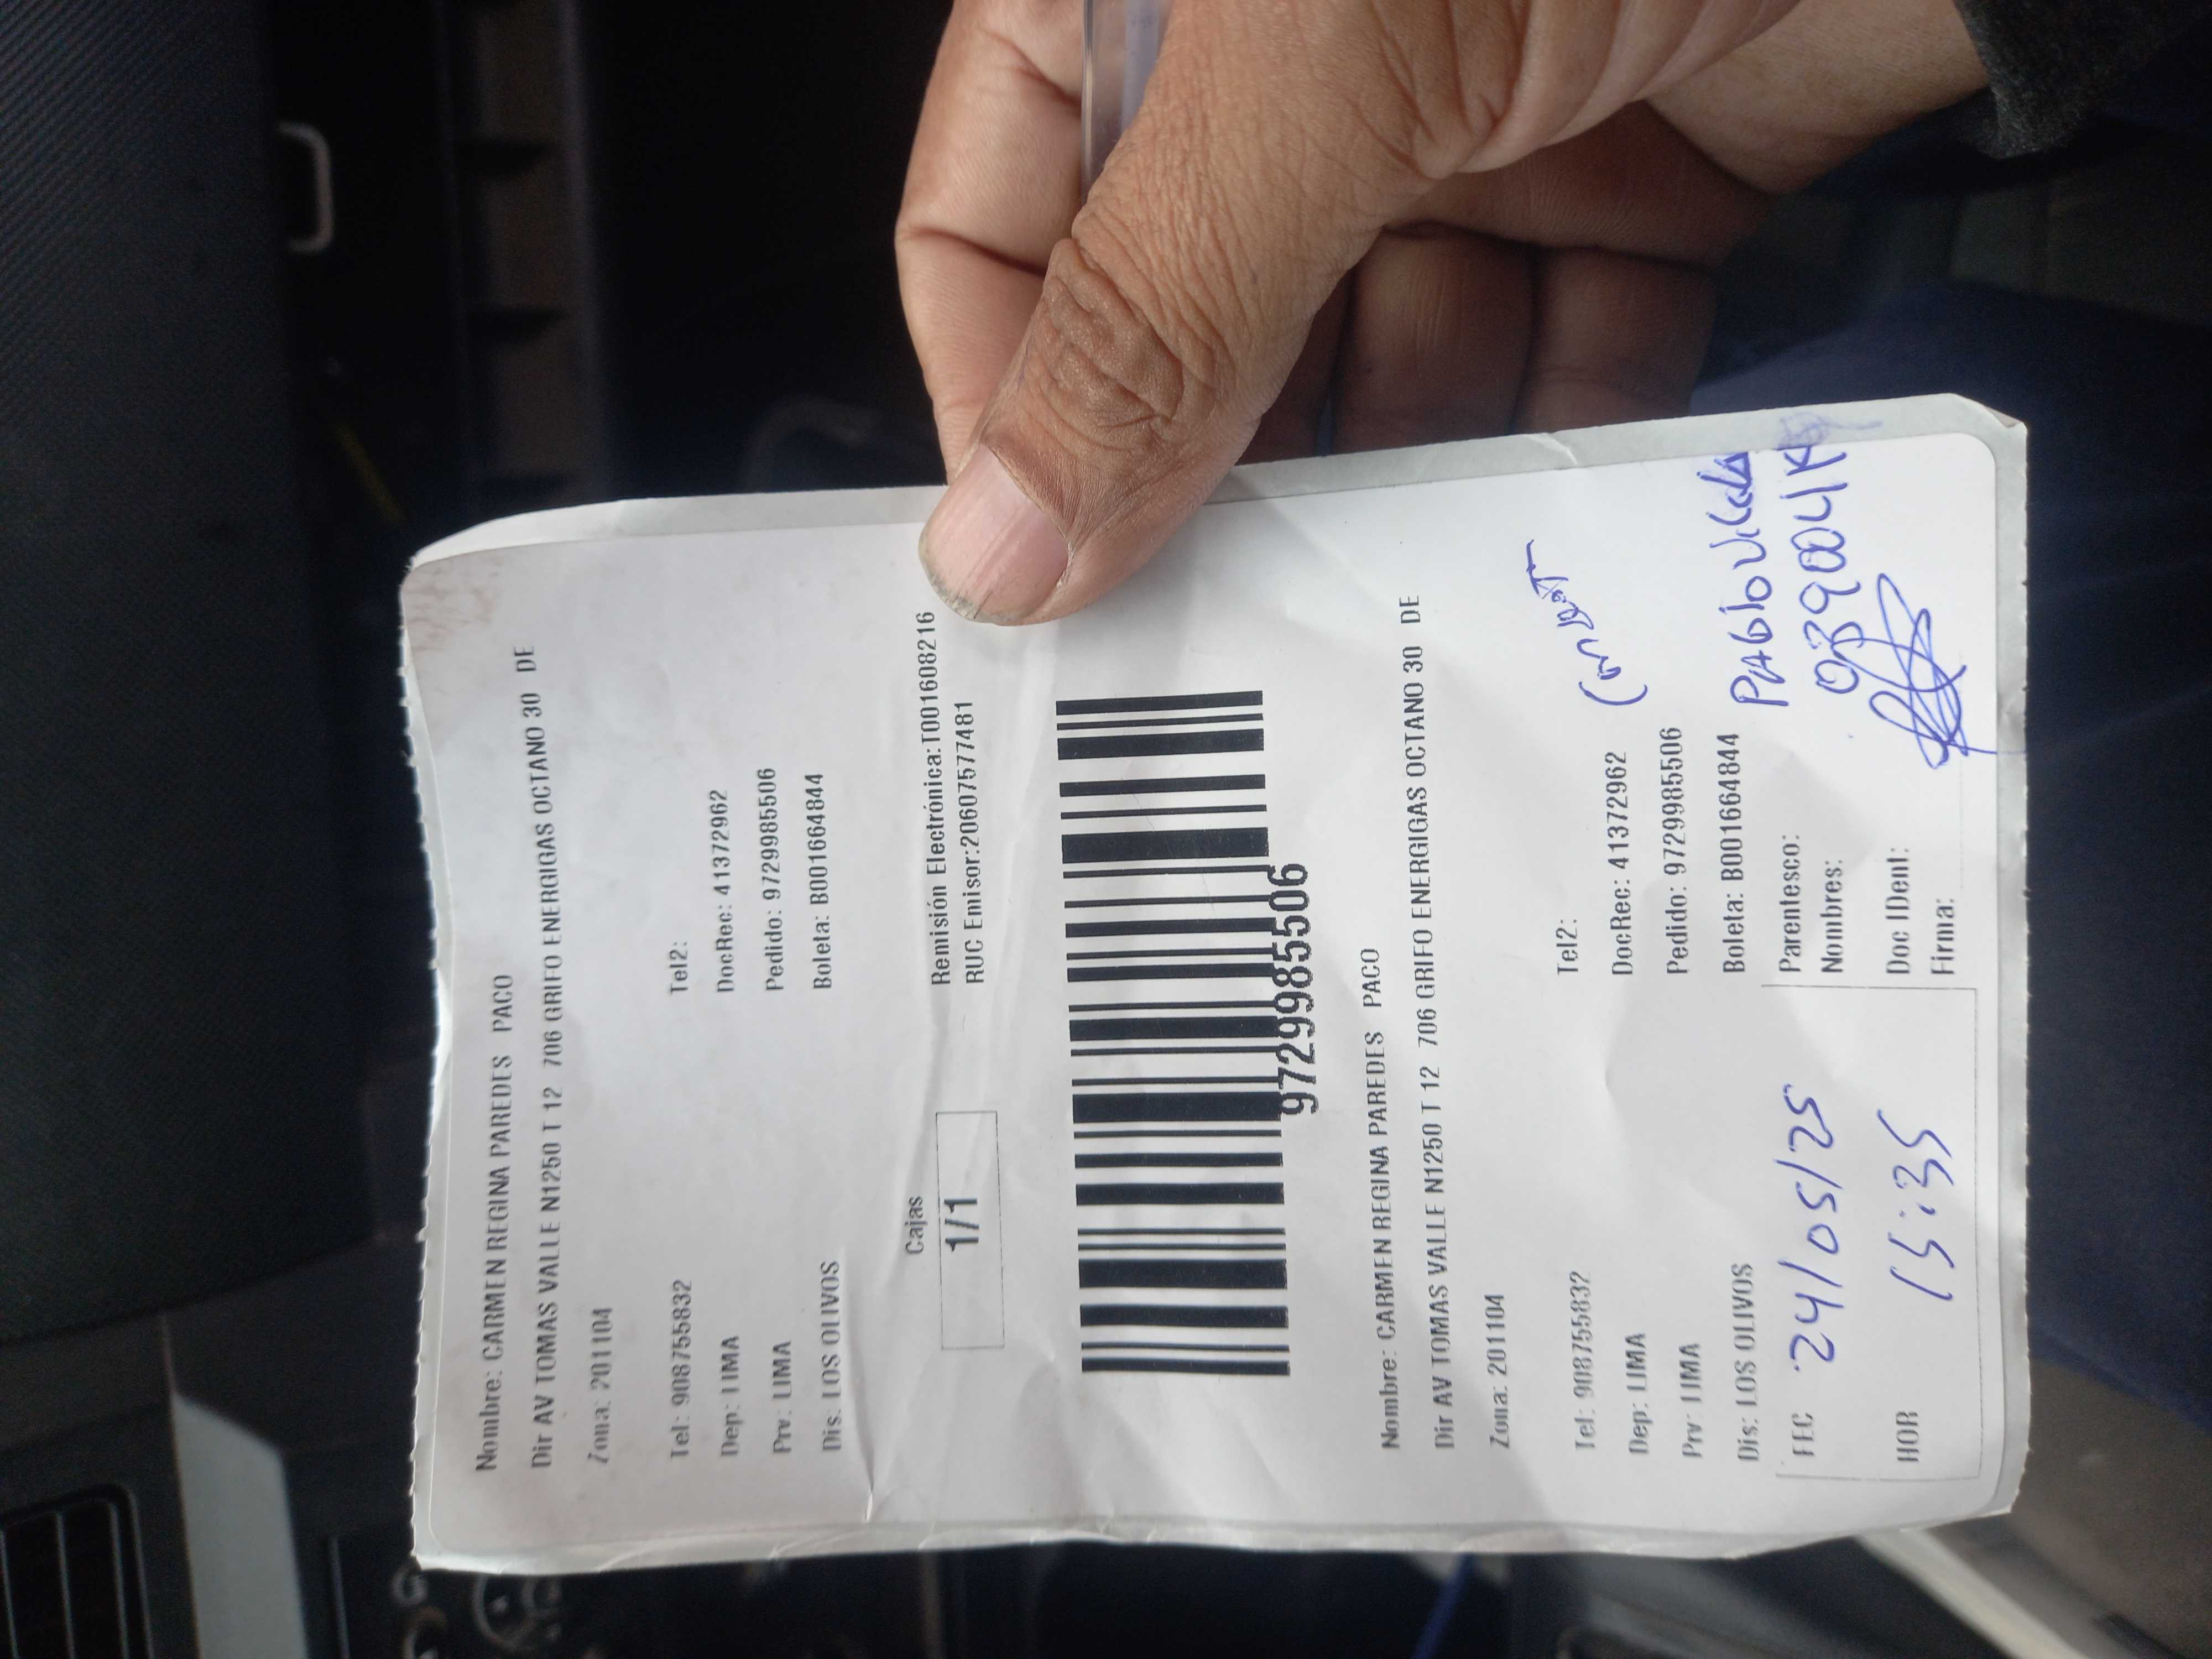 Nombre: CARMEN REGINA PAREDES PACO
Dir AV TOMAS VALLE N1250 T 12 706 GRIFO ENERGIGAS OCTANO 30 DE
Zona: 201104
Tel: 908755832 Tel2:
Dep: LIMA DocRec: 41372962
Prv: LIMA Pedido: 9729985506
Dis: LOS OLIVOS Boleta: B001664844
Cajas Remisión Electrónica:T001608216
1/1 RUC Emisor:20607577481
9729985506
Nombre: CARMEN REGINA PAREDES PACO
Dir AV TOMAS VALLE N1250 T 12 706 GRIFO ENERGIGAS OCTANO 30 DE
Zona: 201104
Tel: 908755832 Tel2:
Dep: LIMA DocRec: 41372962
Prv: LIMA Pedido: 9729985506
Dis: LOS OLIVOS Boleta: B001664844
FEC 24/05/25 Parentesco: Pablo
Nombres:
HOR 15:35 Doc IDent:
Firma: